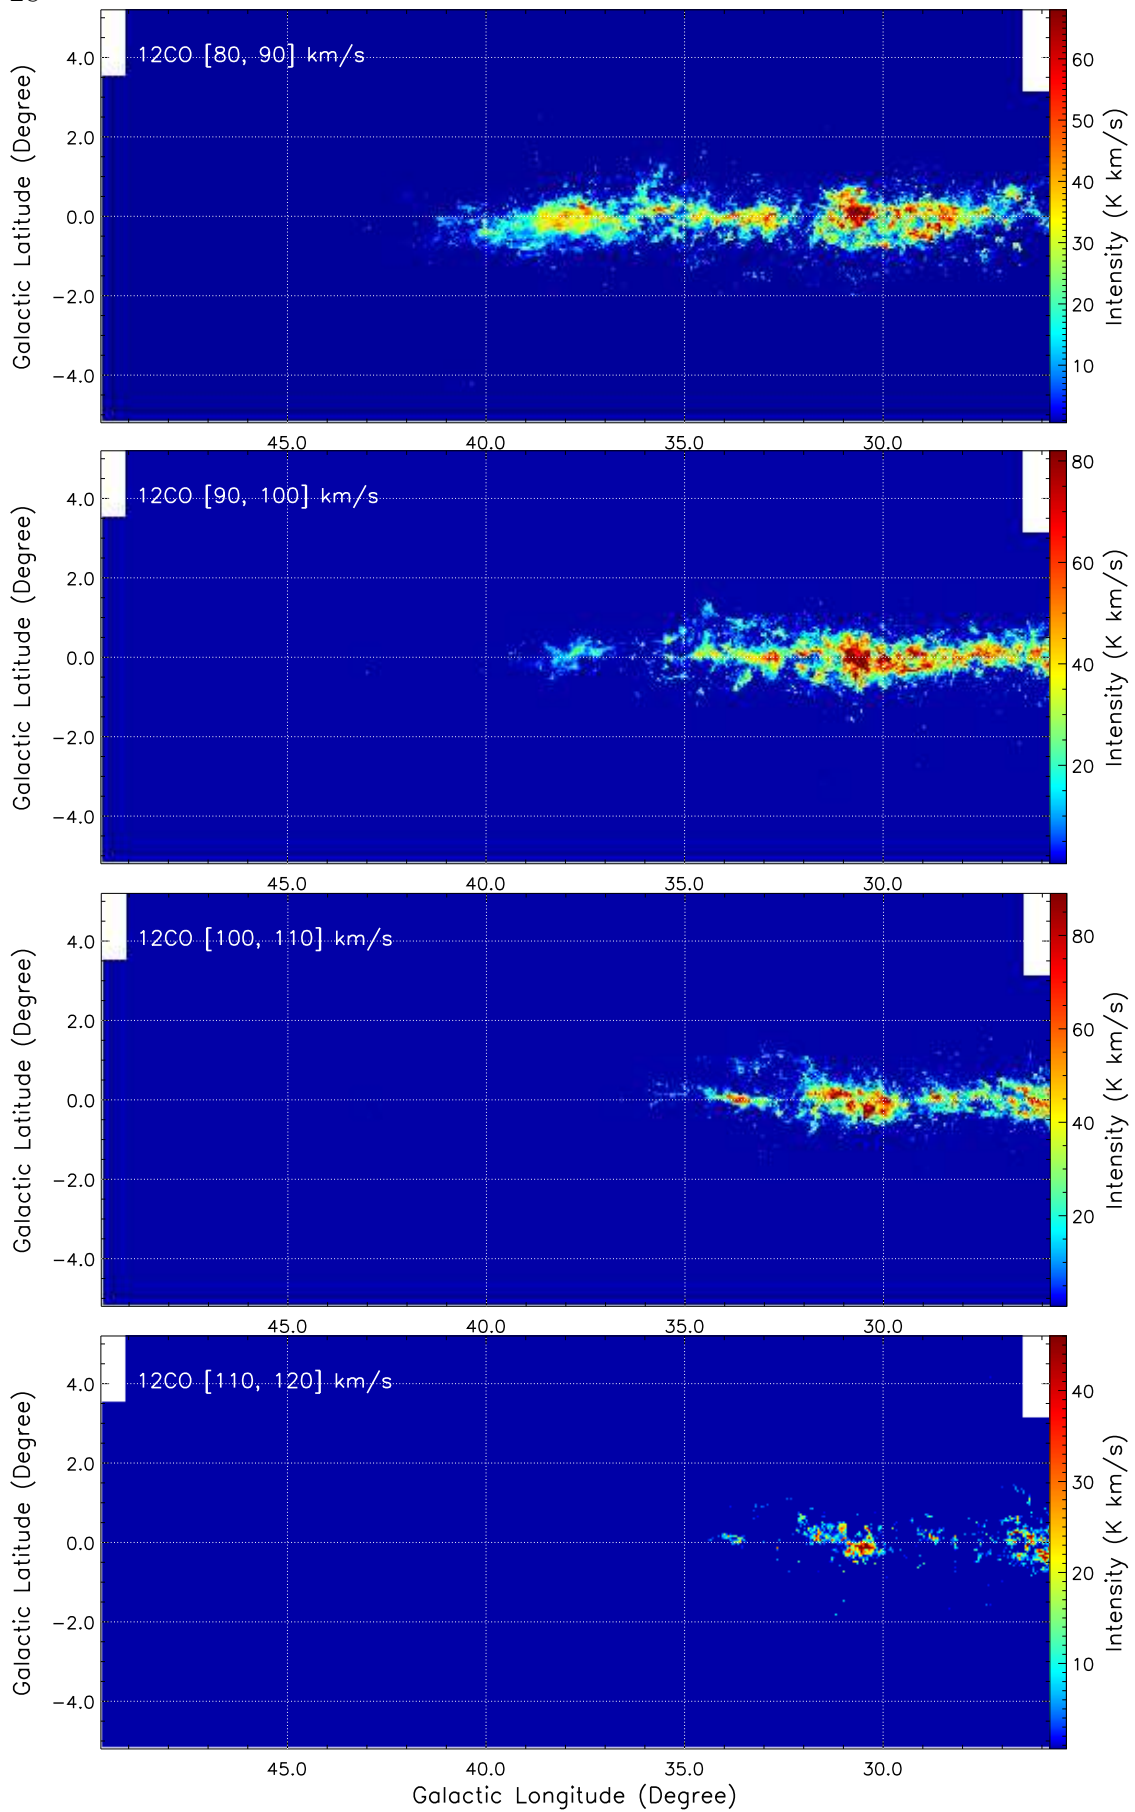 12CO [80, 90] km/s
Galactic Latitude (Degree)
4.0
2.0
0.0
−2.0
−4.0
45.0 40.0 35.0 30.0
60
50
40
30
20
10
Intensity (K km/s)
12CO [90, 100] km/s
Galactic Latitude (Degree)
4.0
2.0
0.0
−2.0
−4.0
45.0 40.0 35.0 30.0
80
60
40
20
Intensity (K km/s)
12CO [100, 110] km/s
Galactic Latitude (Degree)
4.0
2.0
0.0
−2.0
−4.0
45.0 40.0 35.0 30.0
80
60
40
20
Intensity (K km/s)
12CO [110, 120] km/s
Galactic Latitude (Degree)
4.0
2.0
0.0
−2.0
−4.0
45.0 40.0 35.0 30.0
40
30
20
10
Intensity (K km/s)
Galactic Longitude (Degree)